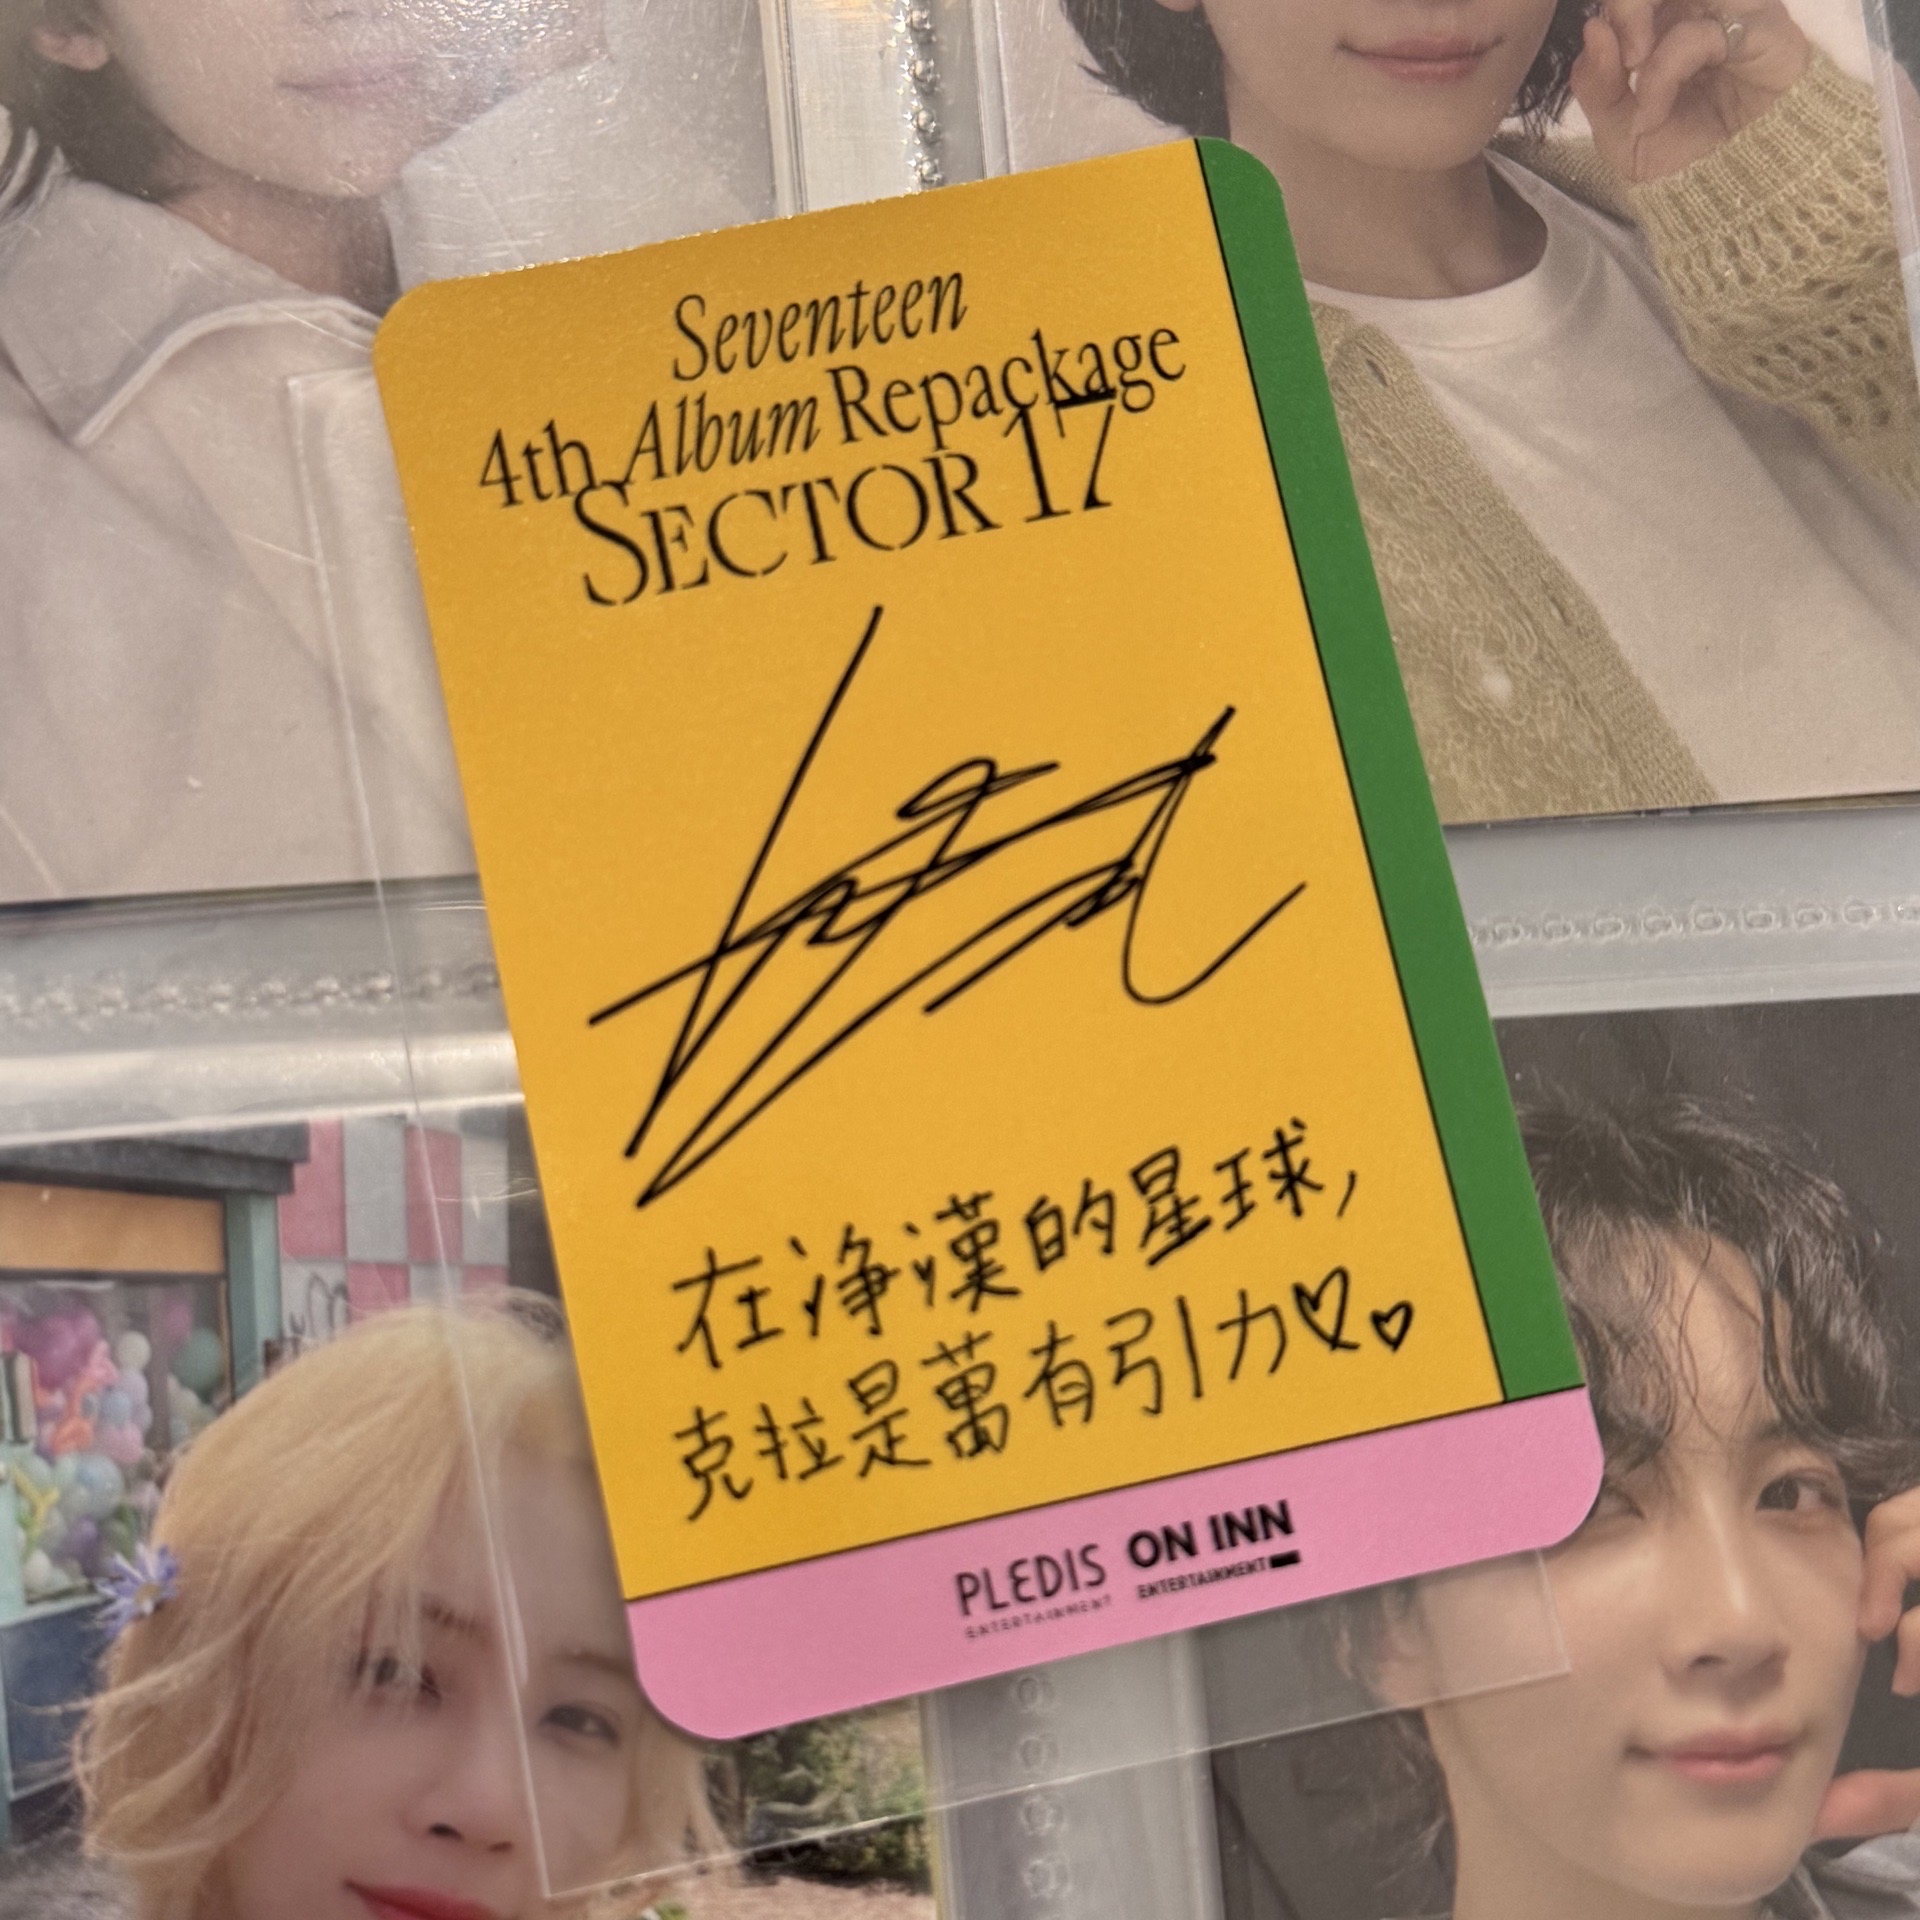 Seventeen
4th Album Repackage
SECTOR 17
在净漢的星球,
克拉是萬有引力♡♡
PLEDIS ON INN
ENTERTAINMENT ENTERTAINMENT